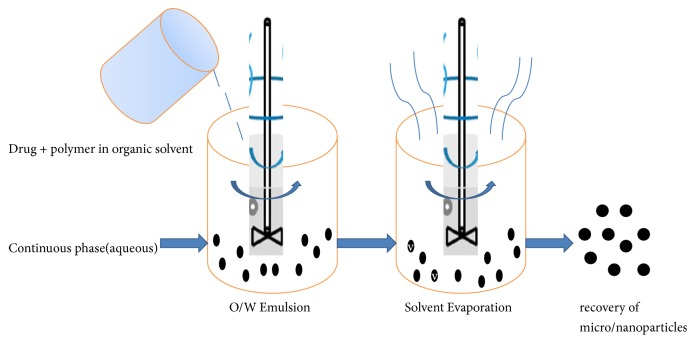 Drug + polymer in organic solvent
Continuous phase(aqueous)
V
V
O/W Emulsion
Solvent Evaporation
recovery of
micro/nanoparticles